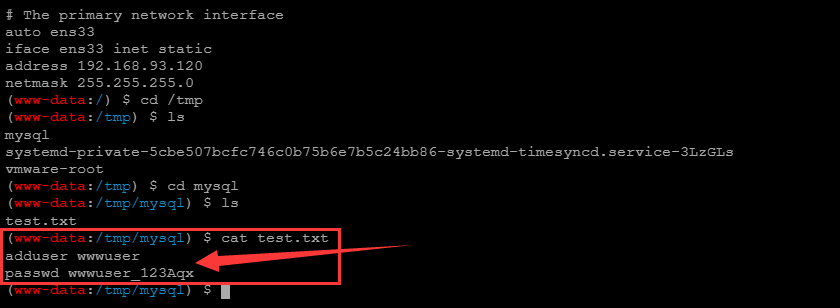 # The primary network interface
auto ens33
iface ens33 inet static
address 192.168.93.120
netmask 255.255.255.0
(www-data:/) $ cd /tmp
(www-data:/tmp) $ ls
mysql
systemd-private-5cbe507bcfc746c0b75b6e7b5c24bb86-systemd-timesyncd.service-3LzGLs
vmware-root
(www-data:/tmp) $ cd mysql
(www-data:/tmp/mysql) $ ls
test.txt
(www-data:/tmp/mysql) $ cat test.txt
adduser wwwuser
passwd wwwuser_123Aqx
(www-data:/tmp/mysql) $